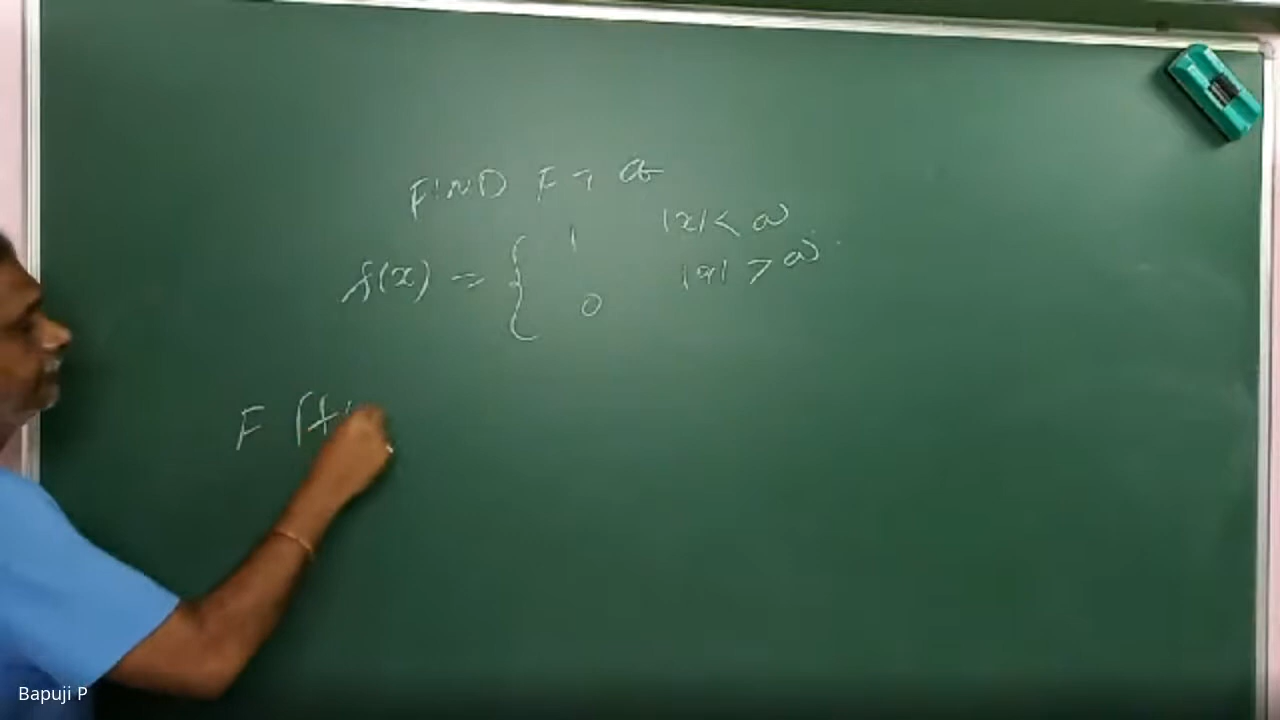 FIND F T of
f(x) = { 1 |x| < a
0 |x| > a
F [f(
Bapuji P